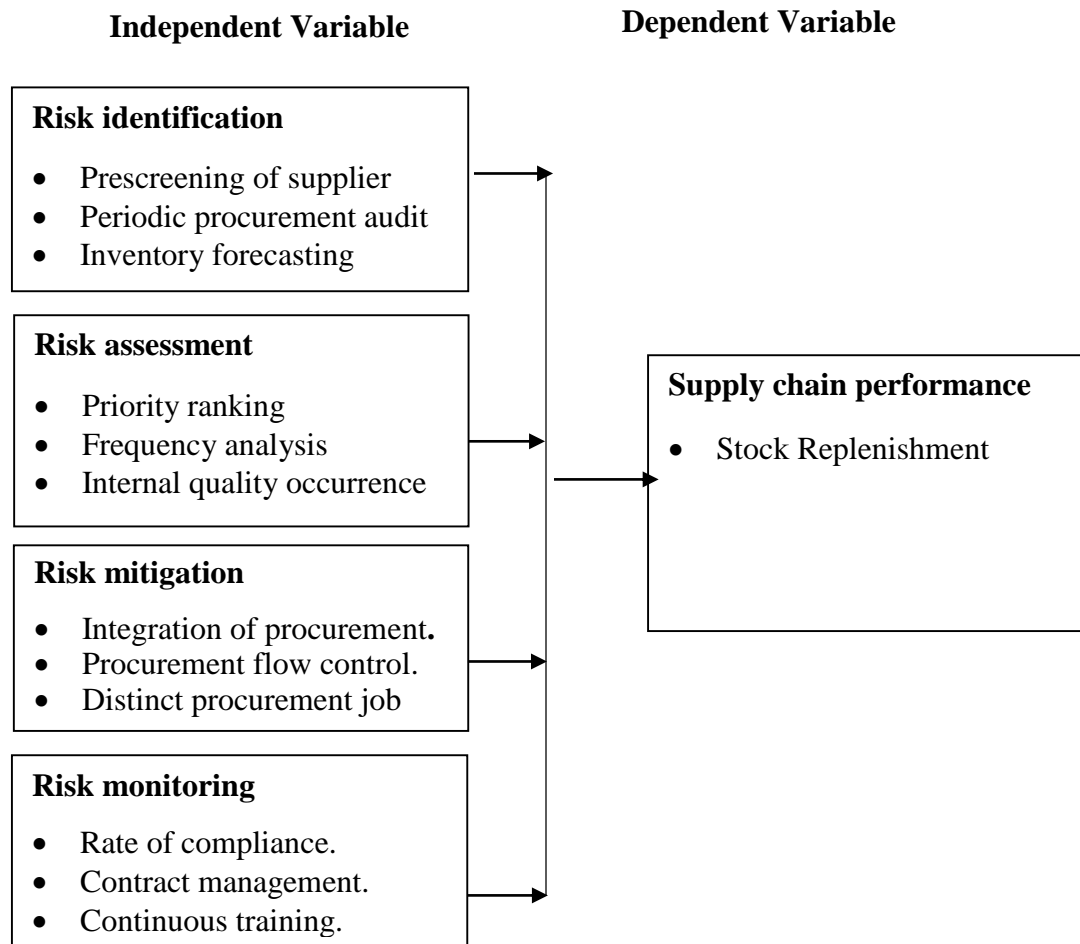 Independent Variable
Dependent Variable
Risk identification
• Prescreening of supplier
• Periodic procurement audit
• Inventory forecasting
Risk assessment
• Priority ranking
• Frequency analysis
• Internal quality occurrence
Supply chain performance
• Stock Replenishment
Risk mitigation
• Integration of procurement.
• Procurement flow control.
• Distinct procurement job
Risk monitoring
• Rate of compliance.
• Contract management.
• Continuous training.